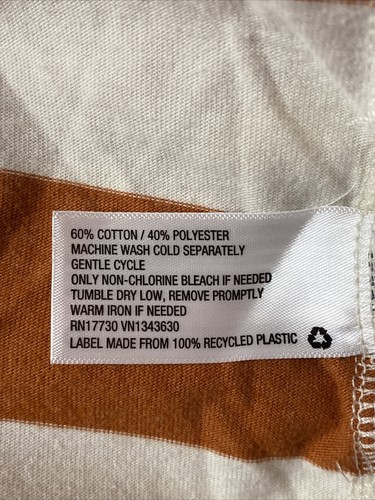 60% COTTON / 40% POLYESTER
MACHINE WASH COLD SEPARATELY
GENTLE CYCLE
ONLY NON-CHLORINE BLEACH IF NEEDED
TUMBLE DRY LOW, REMOVE PROMPTLY
WARM IRON IF NEEDED
RN17730 VN1343630
LABEL MADE FROM 100% RECYCLED PLASTIC